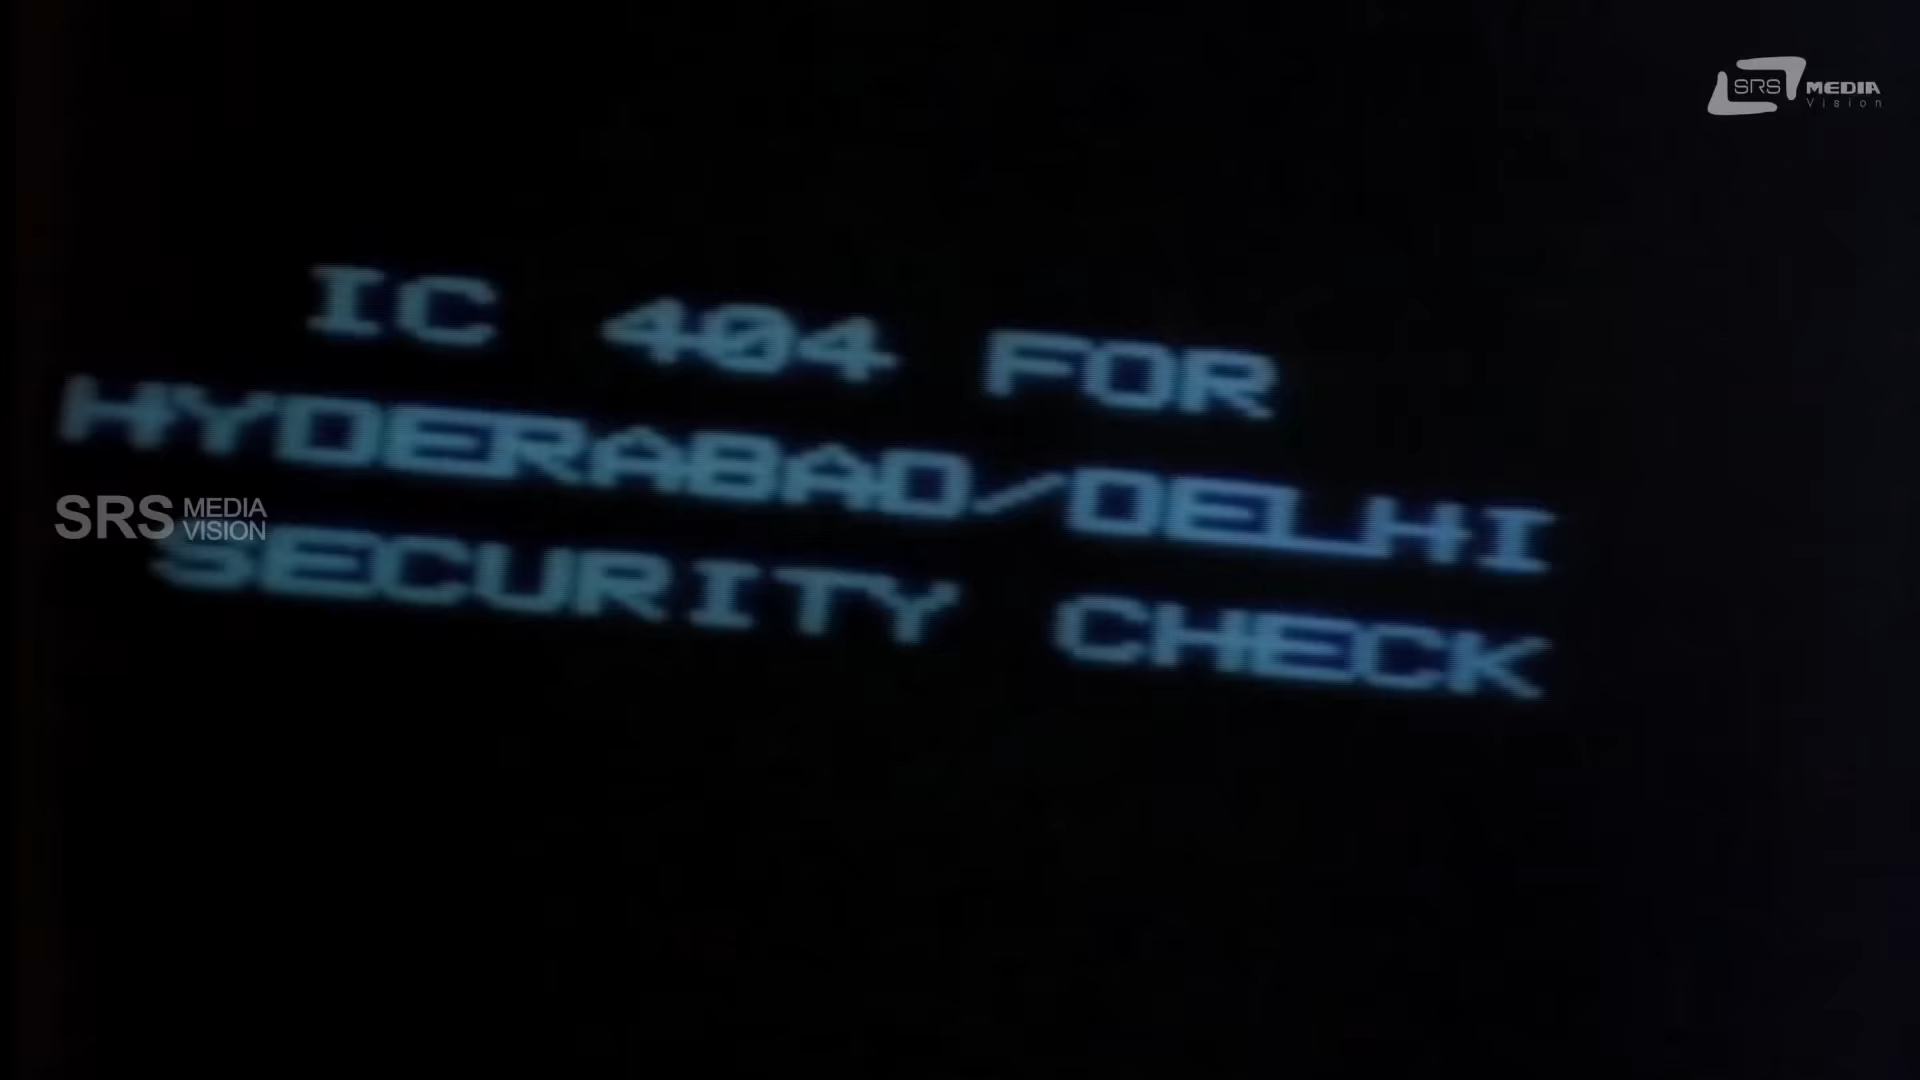 SRS MEDIA
Vision
IC 404 FOR
HYDERABAD/DELHI
SECURITY CHECK
SRS MEDIA
VISION